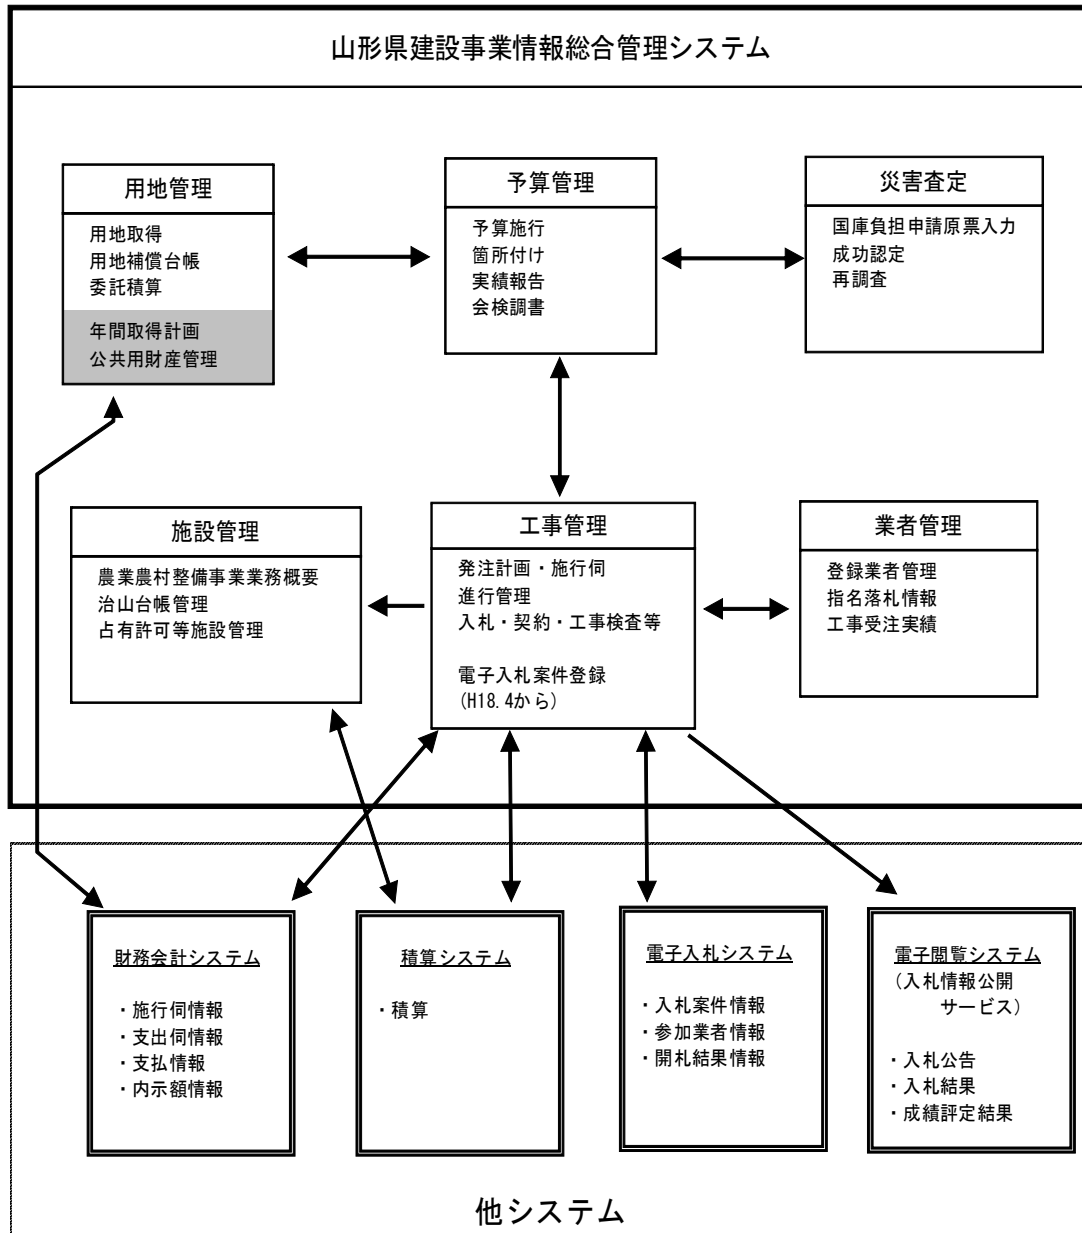 山形県建設事業情報総合管理システム
用地管理
用地取得
用地補償台帳
委託積算
年間取得計画
公共用財産管理
予算管理
予算施行
箇所付け
実績報告
会検調書
災害査定
国庫負担申請原票入力
成功認定
再調査
施設管理
農業農村整備事業業務概要
治山台帳管理
占有許可等施設管理
工事管理
発注計画・施行伺
進行管理
入札・契約・工事検査等
電子入札案件登録
(H18.4から)
業者管理
登録業者管理
指名落札情報
工事受注実績
財務会計システム
・施行伺情報
・支出伺情報
・支払情報
・内示額情報
積算システム
・積算
電子入札システム
・入札案件情報
・参加業者情報
・開札結果情報
電子閲覧システム
(入札情報公開
サービス)
・入札公告
・入札結果
・成績評定結果
他システム